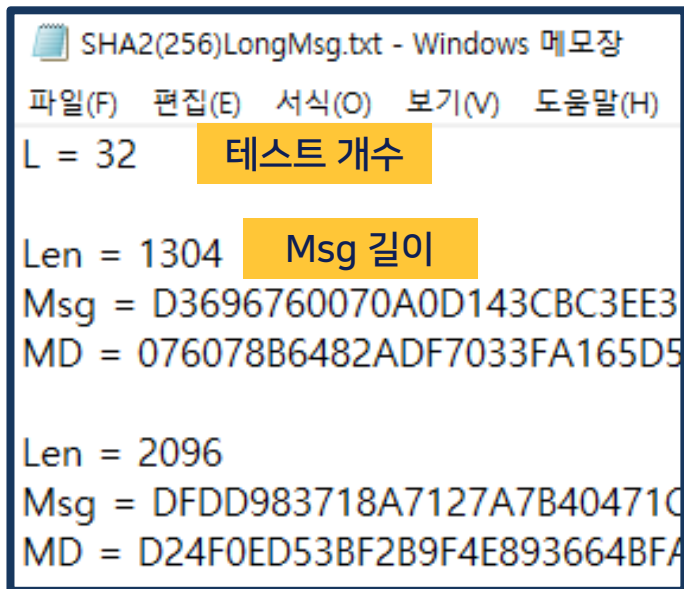 SHA2(256)LongMsg.txt - Windows 메모장
파일(F) 편집(E) 서식(O) 보기(V) 도움말(H)
L = 32 테스트 개수
Len = 1304 Msg 길이
Msg = D3696760070A0D143CBC3EE3
MD = 076078B6482ADF7033FA165D5
Len = 2096
Msg = DFDD983718A7127A7B40471C
MD = D24F0ED53BF2B9F4E893664BFA